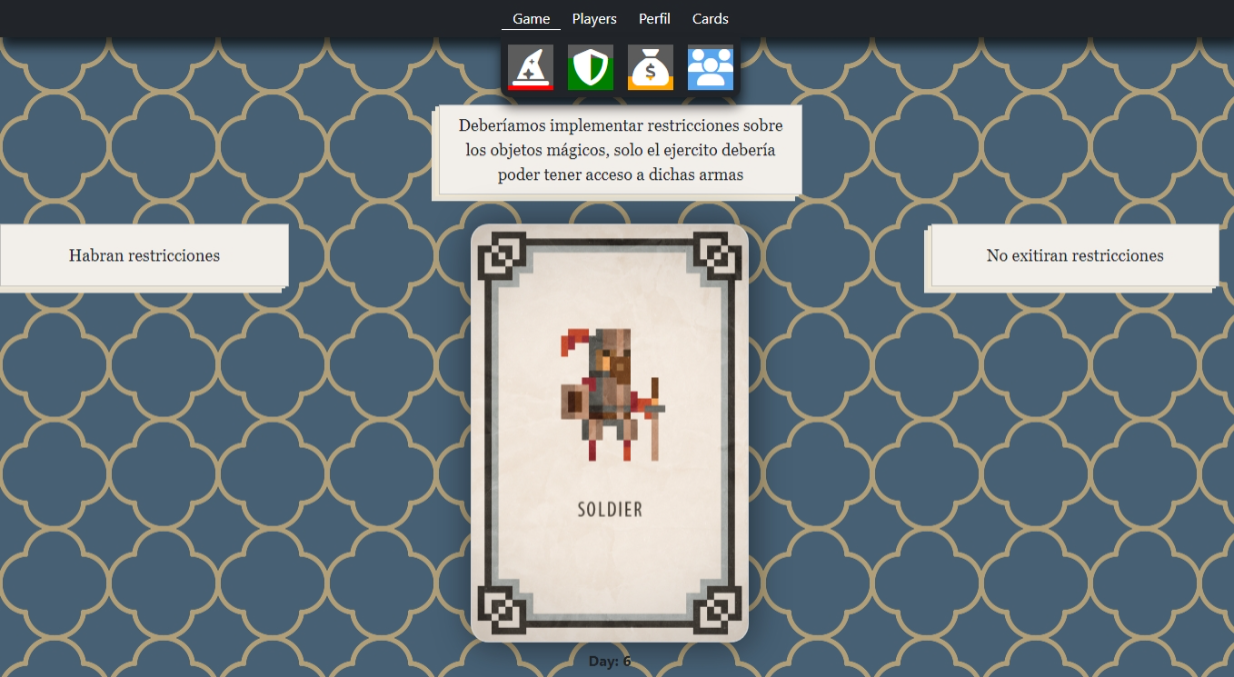 Game Players Perfil Cards
$
Deberíamos implementar restricciones sobre
los objetos mágicos, solo el ejercito debería
poder tener acceso a dichas armas
Habran restricciones
No exitiran restricciones
SOLDIER
Day: 6